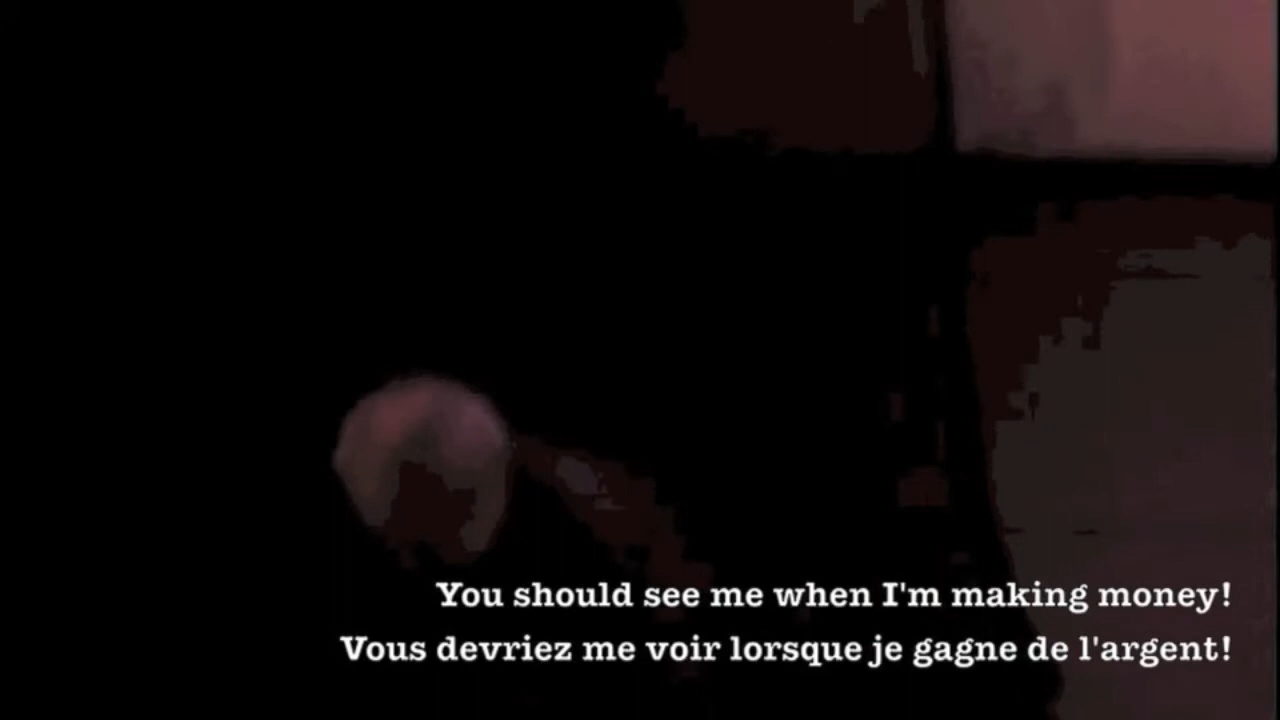 You should see me when I'm making money!
Vous devriez me voir lorsque je gagne de l'argent!